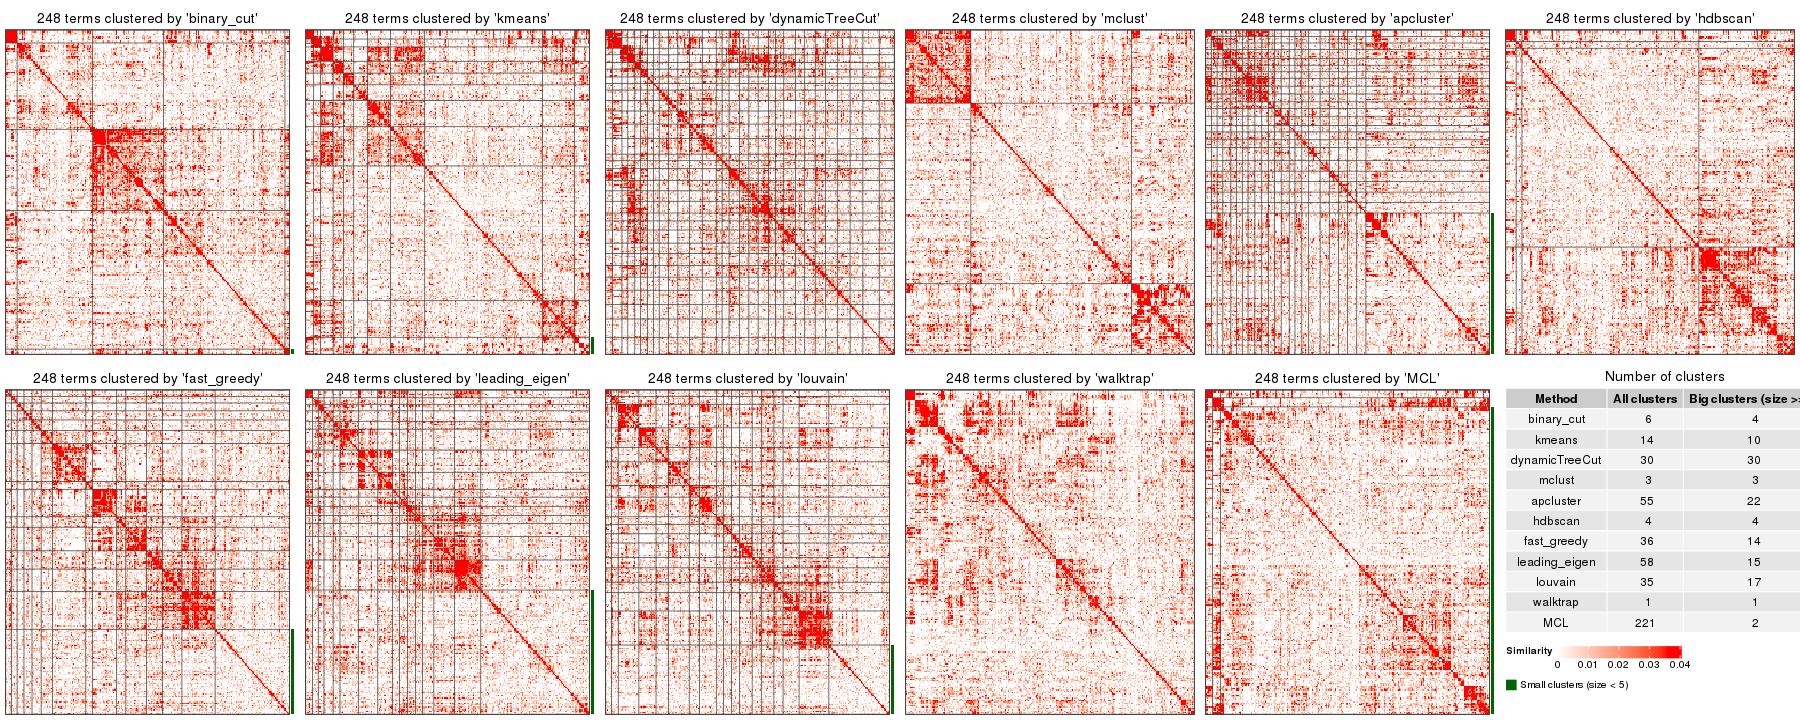 248 terms clustered by 'binary_cut'
248 terms clustered by 'kmeans'
248 terms clustered by 'dynamicTreeCut'
248 terms clustered by 'mclust'
248 terms clustered by 'apcluster'
248 terms clustered by 'hdbscan'
248 terms clustered by 'fast_greedy'
248 terms clustered by 'leading_eigen'
248 terms clustered by 'louvain'
248 terms clustered by 'walktrap'
248 terms clustered by 'MCL'
Number of clusters
Method All clusters Big clusters (size >=
binary_cut 6 4
kmeans 14 10
dynamicTreeCut 30 30
mclust 3 3
apcluster 55 22
hdbscan 4 4
fast_greedy 36 14
leading_eigen 58 15
louvain 35 17
walktrap 1 1
MCL 221 2
Similarity
0 0.01 0.02 0.03 0.04
Small clusters (size < 5)